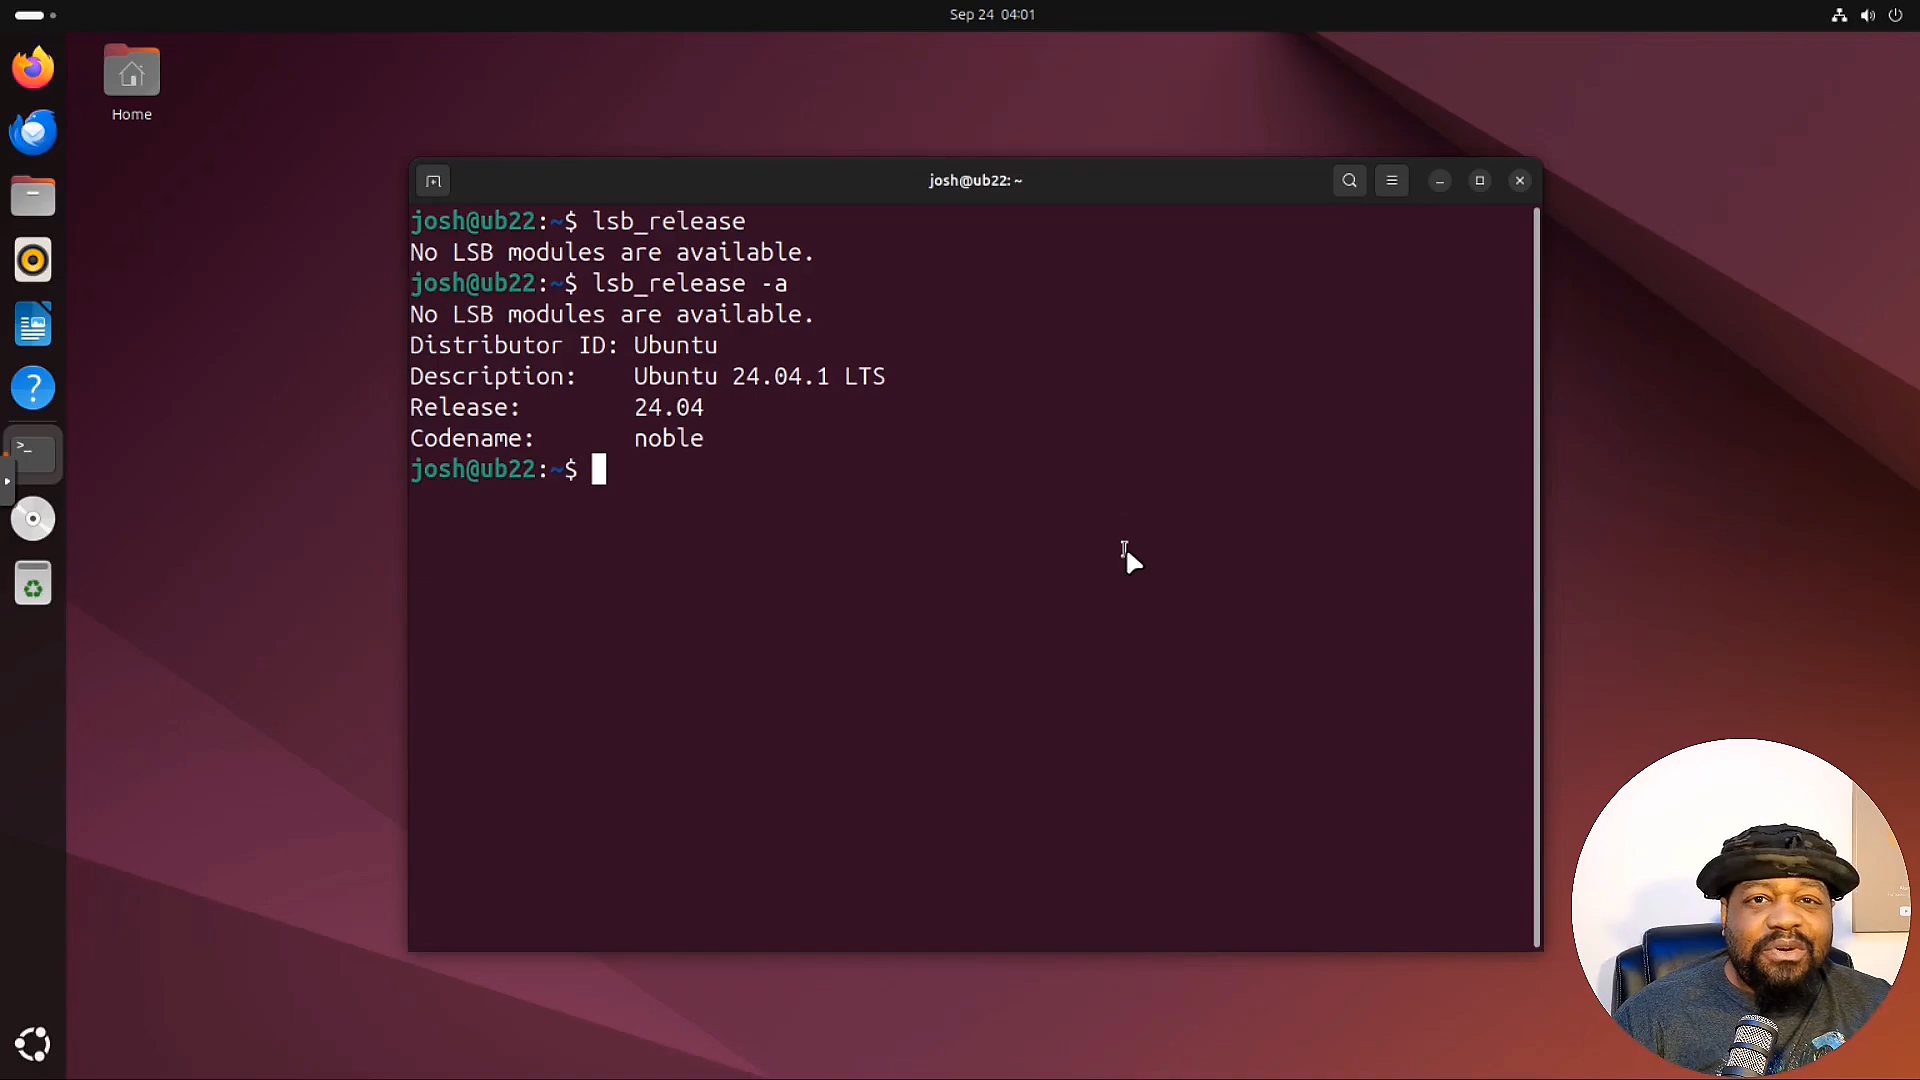 Sep 24 04:01
Home
josh@ub22: ~
josh@ub22:~$ lsb_release
No LSB modules are available.
josh@ub22:~$ lsb_release -a
No LSB modules are available.
Distributor ID: Ubuntu
Description: Ubuntu 24.04.1 LTS
Release: 24.04
Codename: noble
josh@ub22:~$